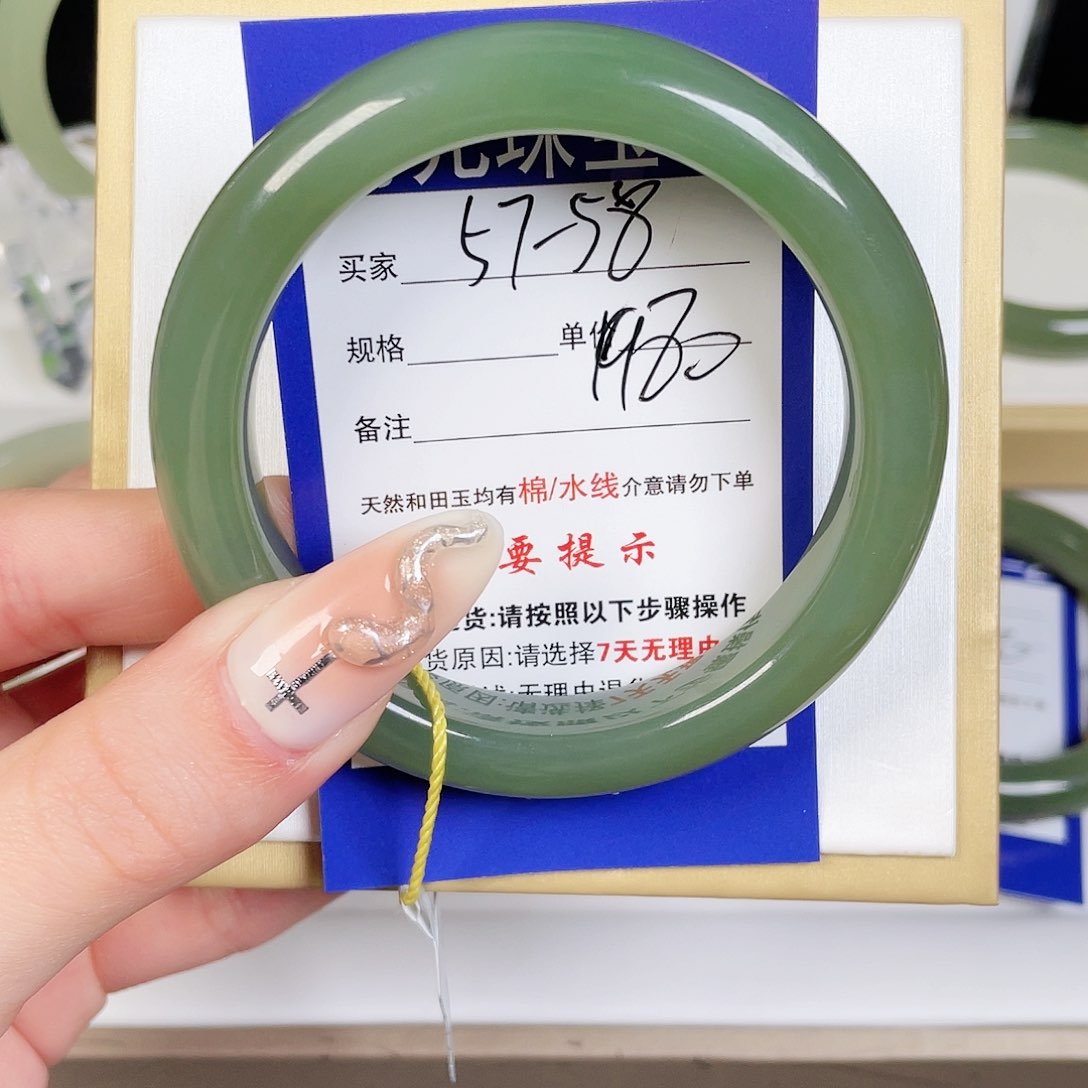 珠宝
买家 57-58
规格 单价 1980
备注
天然和田玉均有棉/水线介意请勿下单
要提示
货:请按照以下步骤操作
货原因:请选择7天无理由